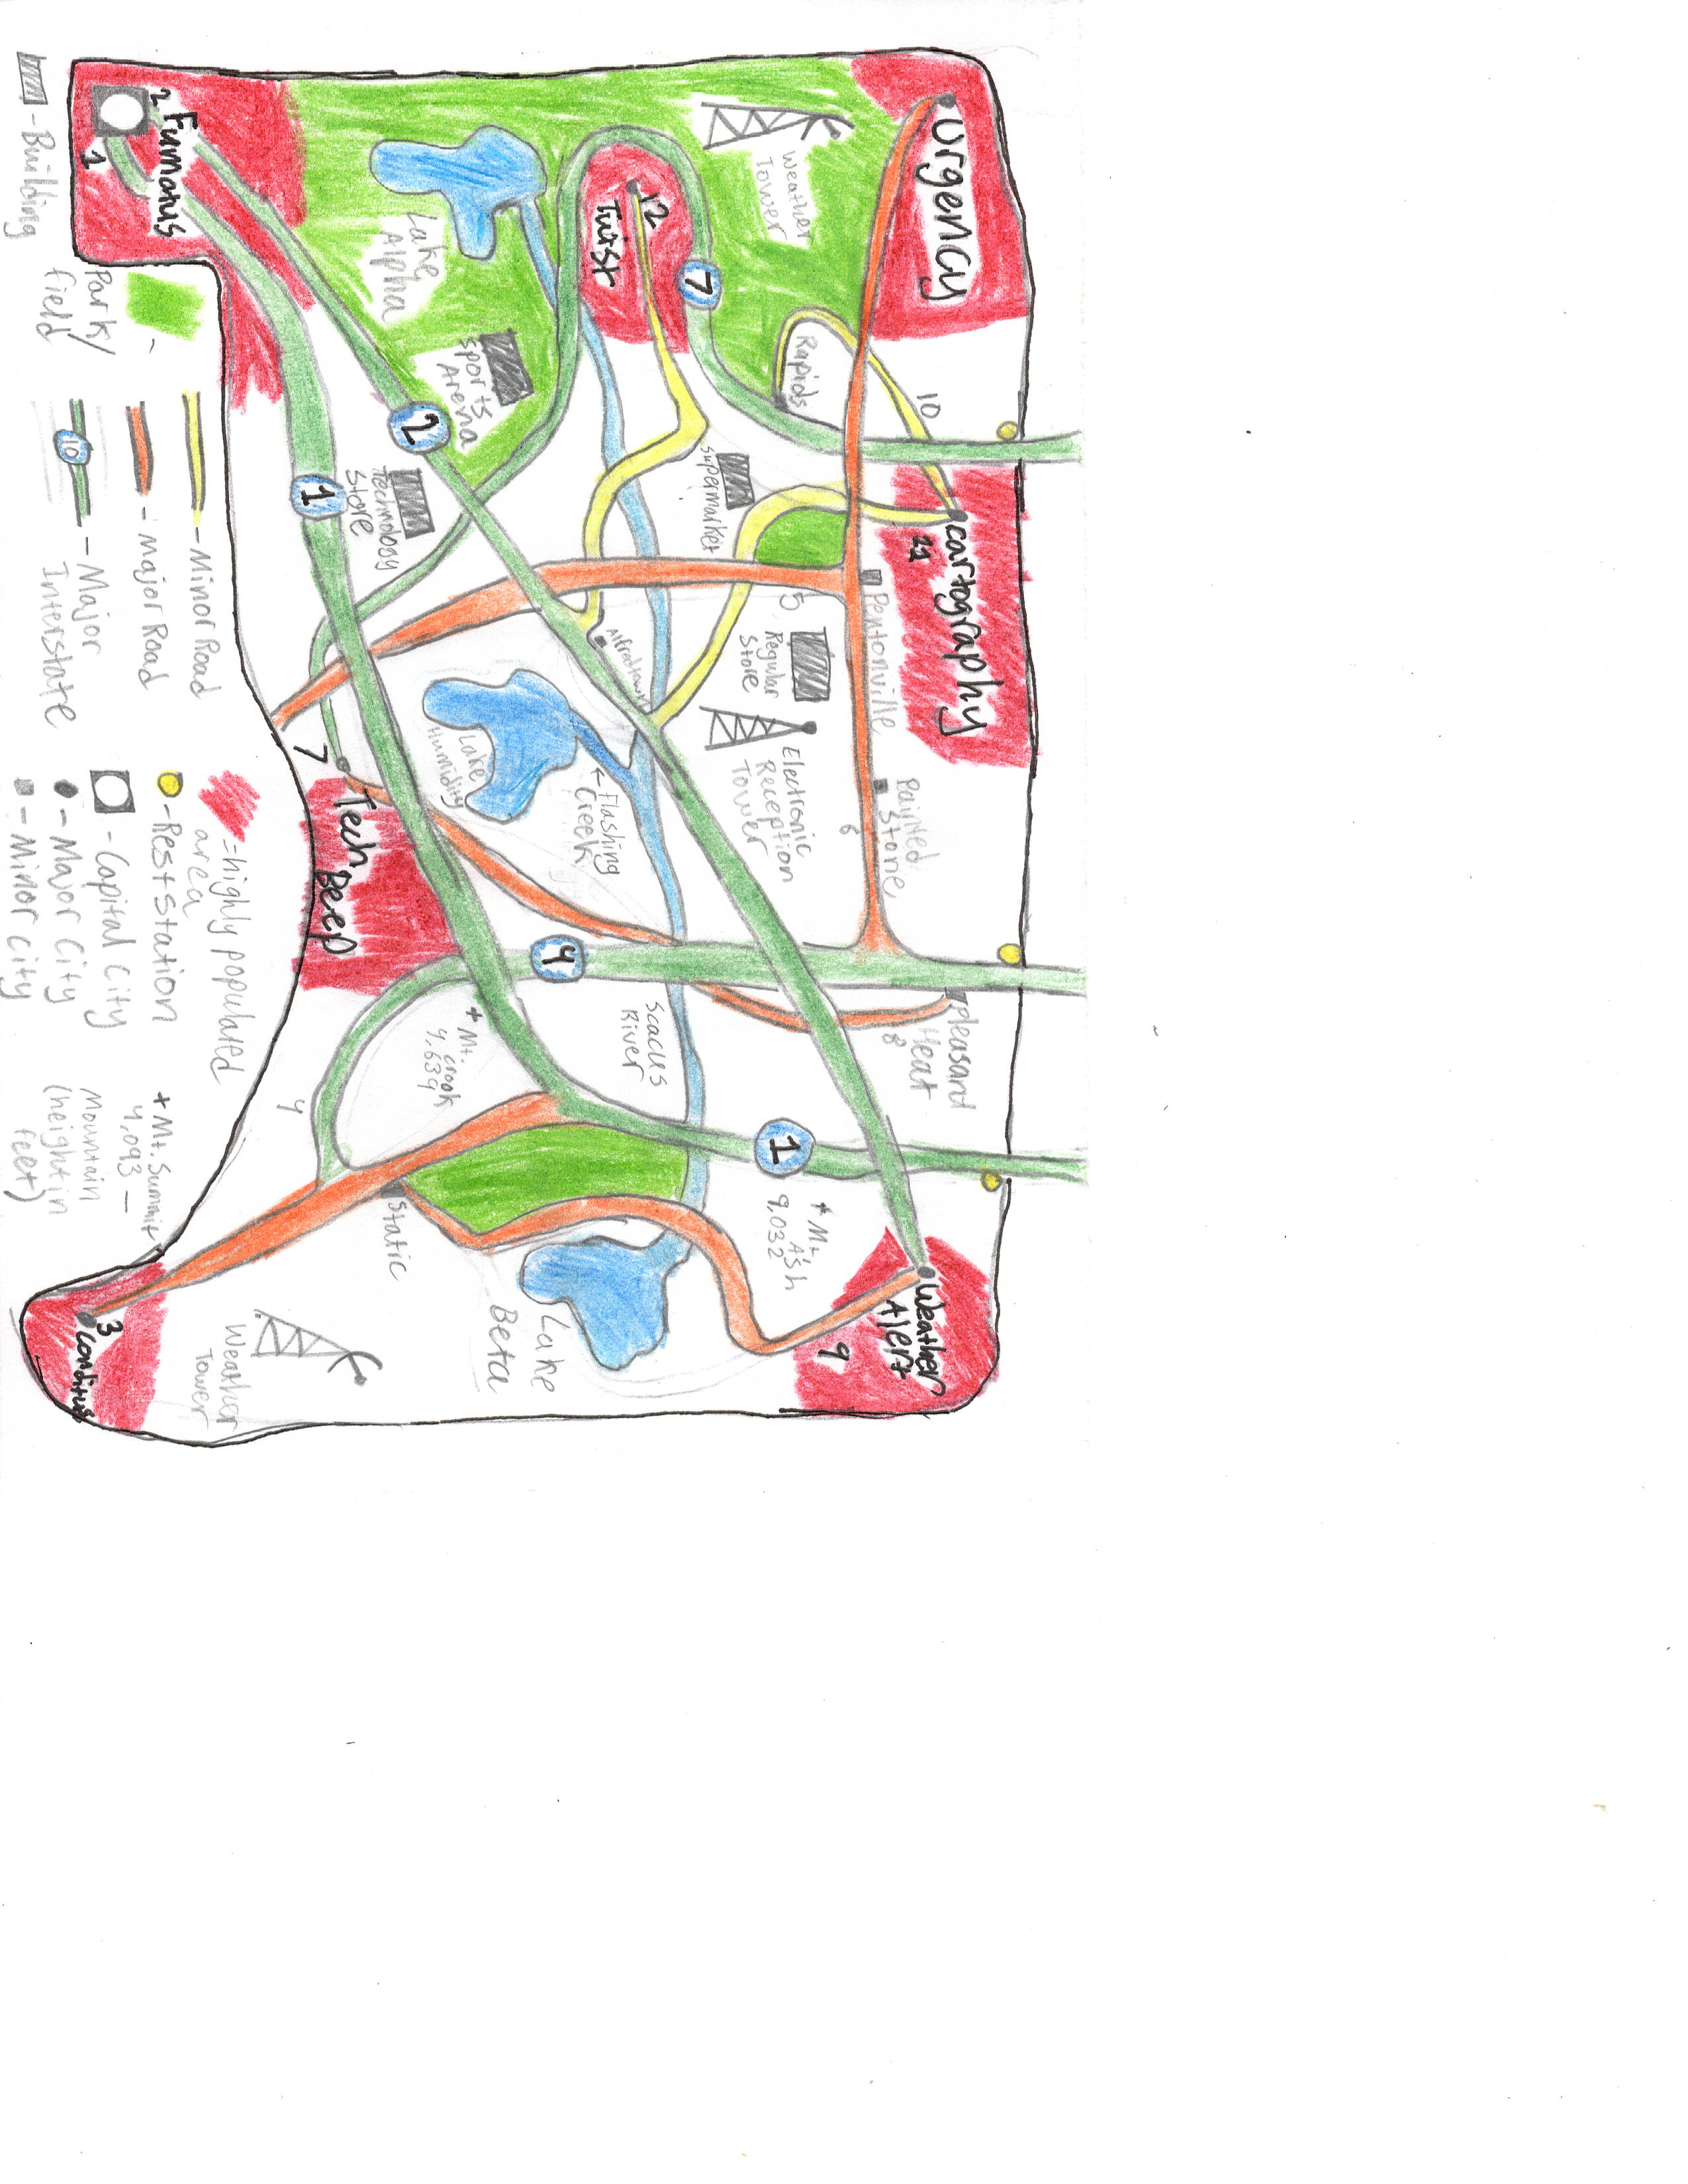 Urgency
Weather
Tower
7
Rapids
10
Cartography
11
12
Twist
Lake
Alpha
Sports
Arena
supermarket
2
Technology
Store
2
Fumatus
1
1
Pentonville
5
Regular
Store
Electronic
Reception
Tower
Painted
Stone
6
Alfredtown
Lake
Humidity
← Flashing
Creek
7
Tech
Beep
4
Pleasant
Heat
8
Scacus
River
+ Mt.
Crook
4,639
4
1
+ Mt.
Ash
9,032
Static
Lake
Beta
Weather
Alert
9
Weather
Tower
3
Conditus
- Minor Road
- Major Road
10
- Major
Interstate
-
Park/
field
- Building
= highly populated
area
- Rest Station
- Capital City
- Major City
- Minor City
+ Mt. Summit
4,093 -
Mountain
(height in
feet)